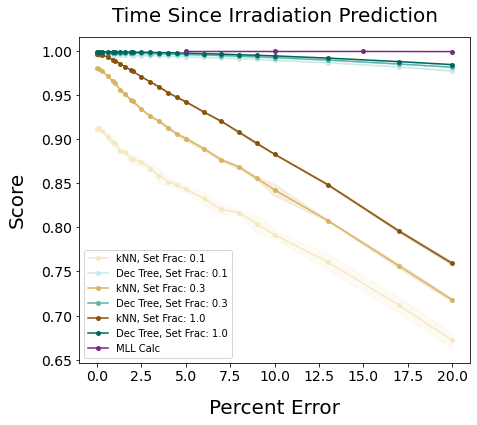 Time Since Irradiation Prediction
Score
1.00
0.95
0.90
0.85
0.80
0.75
0.70
0.65
kNN, Set Frac: 0.1
Dec Tree, Set Frac: 0.1
kNN, Set Frac: 0.3
Dec Tree, Set Frac: 0.3
kNN, Set Frac: 1.0
Dec Tree, Set Frac: 1.0
MLL Calc
0.0 2.5 5.0 7.5 10.0 12.5 15.0 17.5 20.0
Percent Error